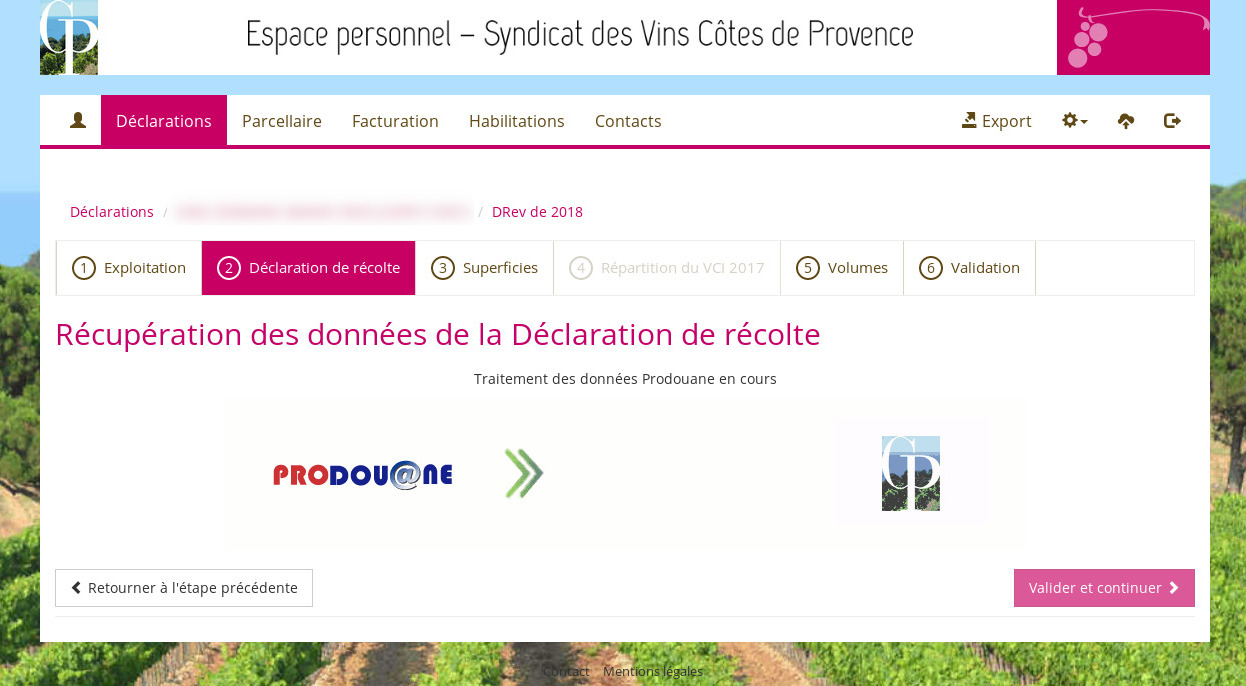 Espace personnel – Syndicat des Vins Côtes de Provence
Déclarations Parcellaire Facturation Habilitations Contacts Export
Déclarations / / DRev de 2018
1 Exploitation 2 Déclaration de récolte 3 Superficies 4 Répartition du VCI 2017 5 Volumes 6 Validation
Récupération des données de la Déclaration de récolte
Traitement des données Prodouane en cours
PRODOU@NE
Retourner à l'étape précédente Valider et continuer
Contact Mentions légales